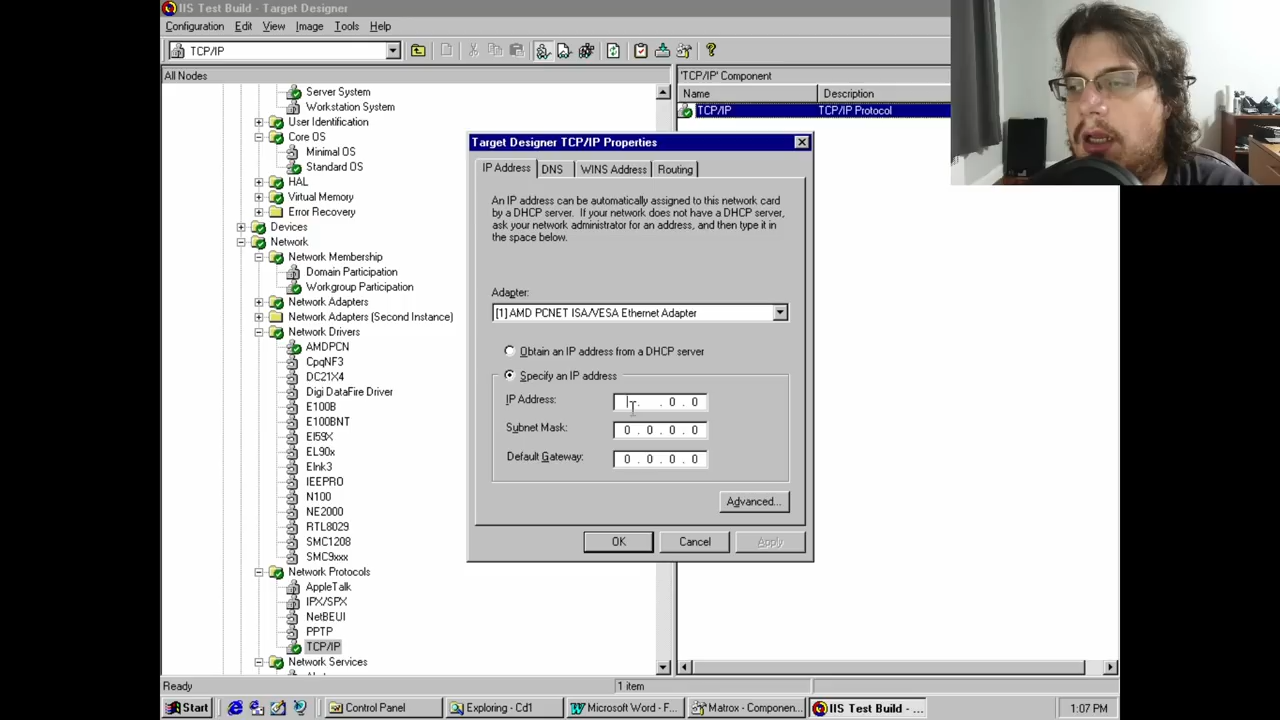 IIS Test Build - Target Designer
Configuration Edit View Image Tools Help
TCP/IP
All Nodes
Server System
Workstation System
User Identification
Core OS
Minimal OS
Standard OS
HAL
Virtual Memory
Error Recovery
Devices
Network
Network Membership
Domain Participation
Workgroup Participation
Network Adapters
Network Adapters (Second Instance)
Network Drivers
AMDPCN
CpqNF3
DC21X4
Digi DataFire Driver
E100B
E100BNT
El59X
EL90x
Elnk3
IEEPRO
N100
NE2000
RTL8029
SMC1208
SMC9xxx
Network Protocols
AppleTalk
IPX/SPX
NetBEUI
PPTP
TCP/IP
Network Services
'TCP/IP' Component
Name Description
TCP/IP TCP/IP Protocol
Target Designer TCP/IP Properties
IP Address DNS WINS Address Routing
An IP address can be automatically assigned to this network card
by a DHCP server. If your network does not have a DHCP server,
ask your network administrator for an address, and then type it in
the space below.
Adapter:
[1] AMD PCNET ISA/VESA Ethernet Adapter
Obtain an IP address from a DHCP server
Specify an IP address
IP Address: . . 0 . 0
Subnet Mask: 0 . 0 . 0 . 0
Default Gateway: 0 . 0 . 0 . 0
Advanced...
OK Cancel Apply
Ready 1 item
Start Control Panel Exploring - Cd1 Microsoft Word - F... Matrox - Componen... IIS Test Build - ... 1:07 PM